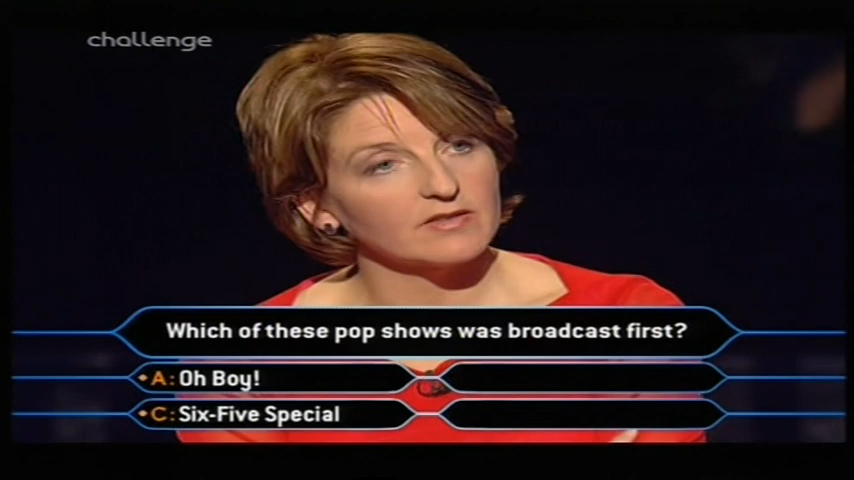 challenge
Which of these pop shows was broadcast first?
A: Oh Boy!
C: Six-Five Special